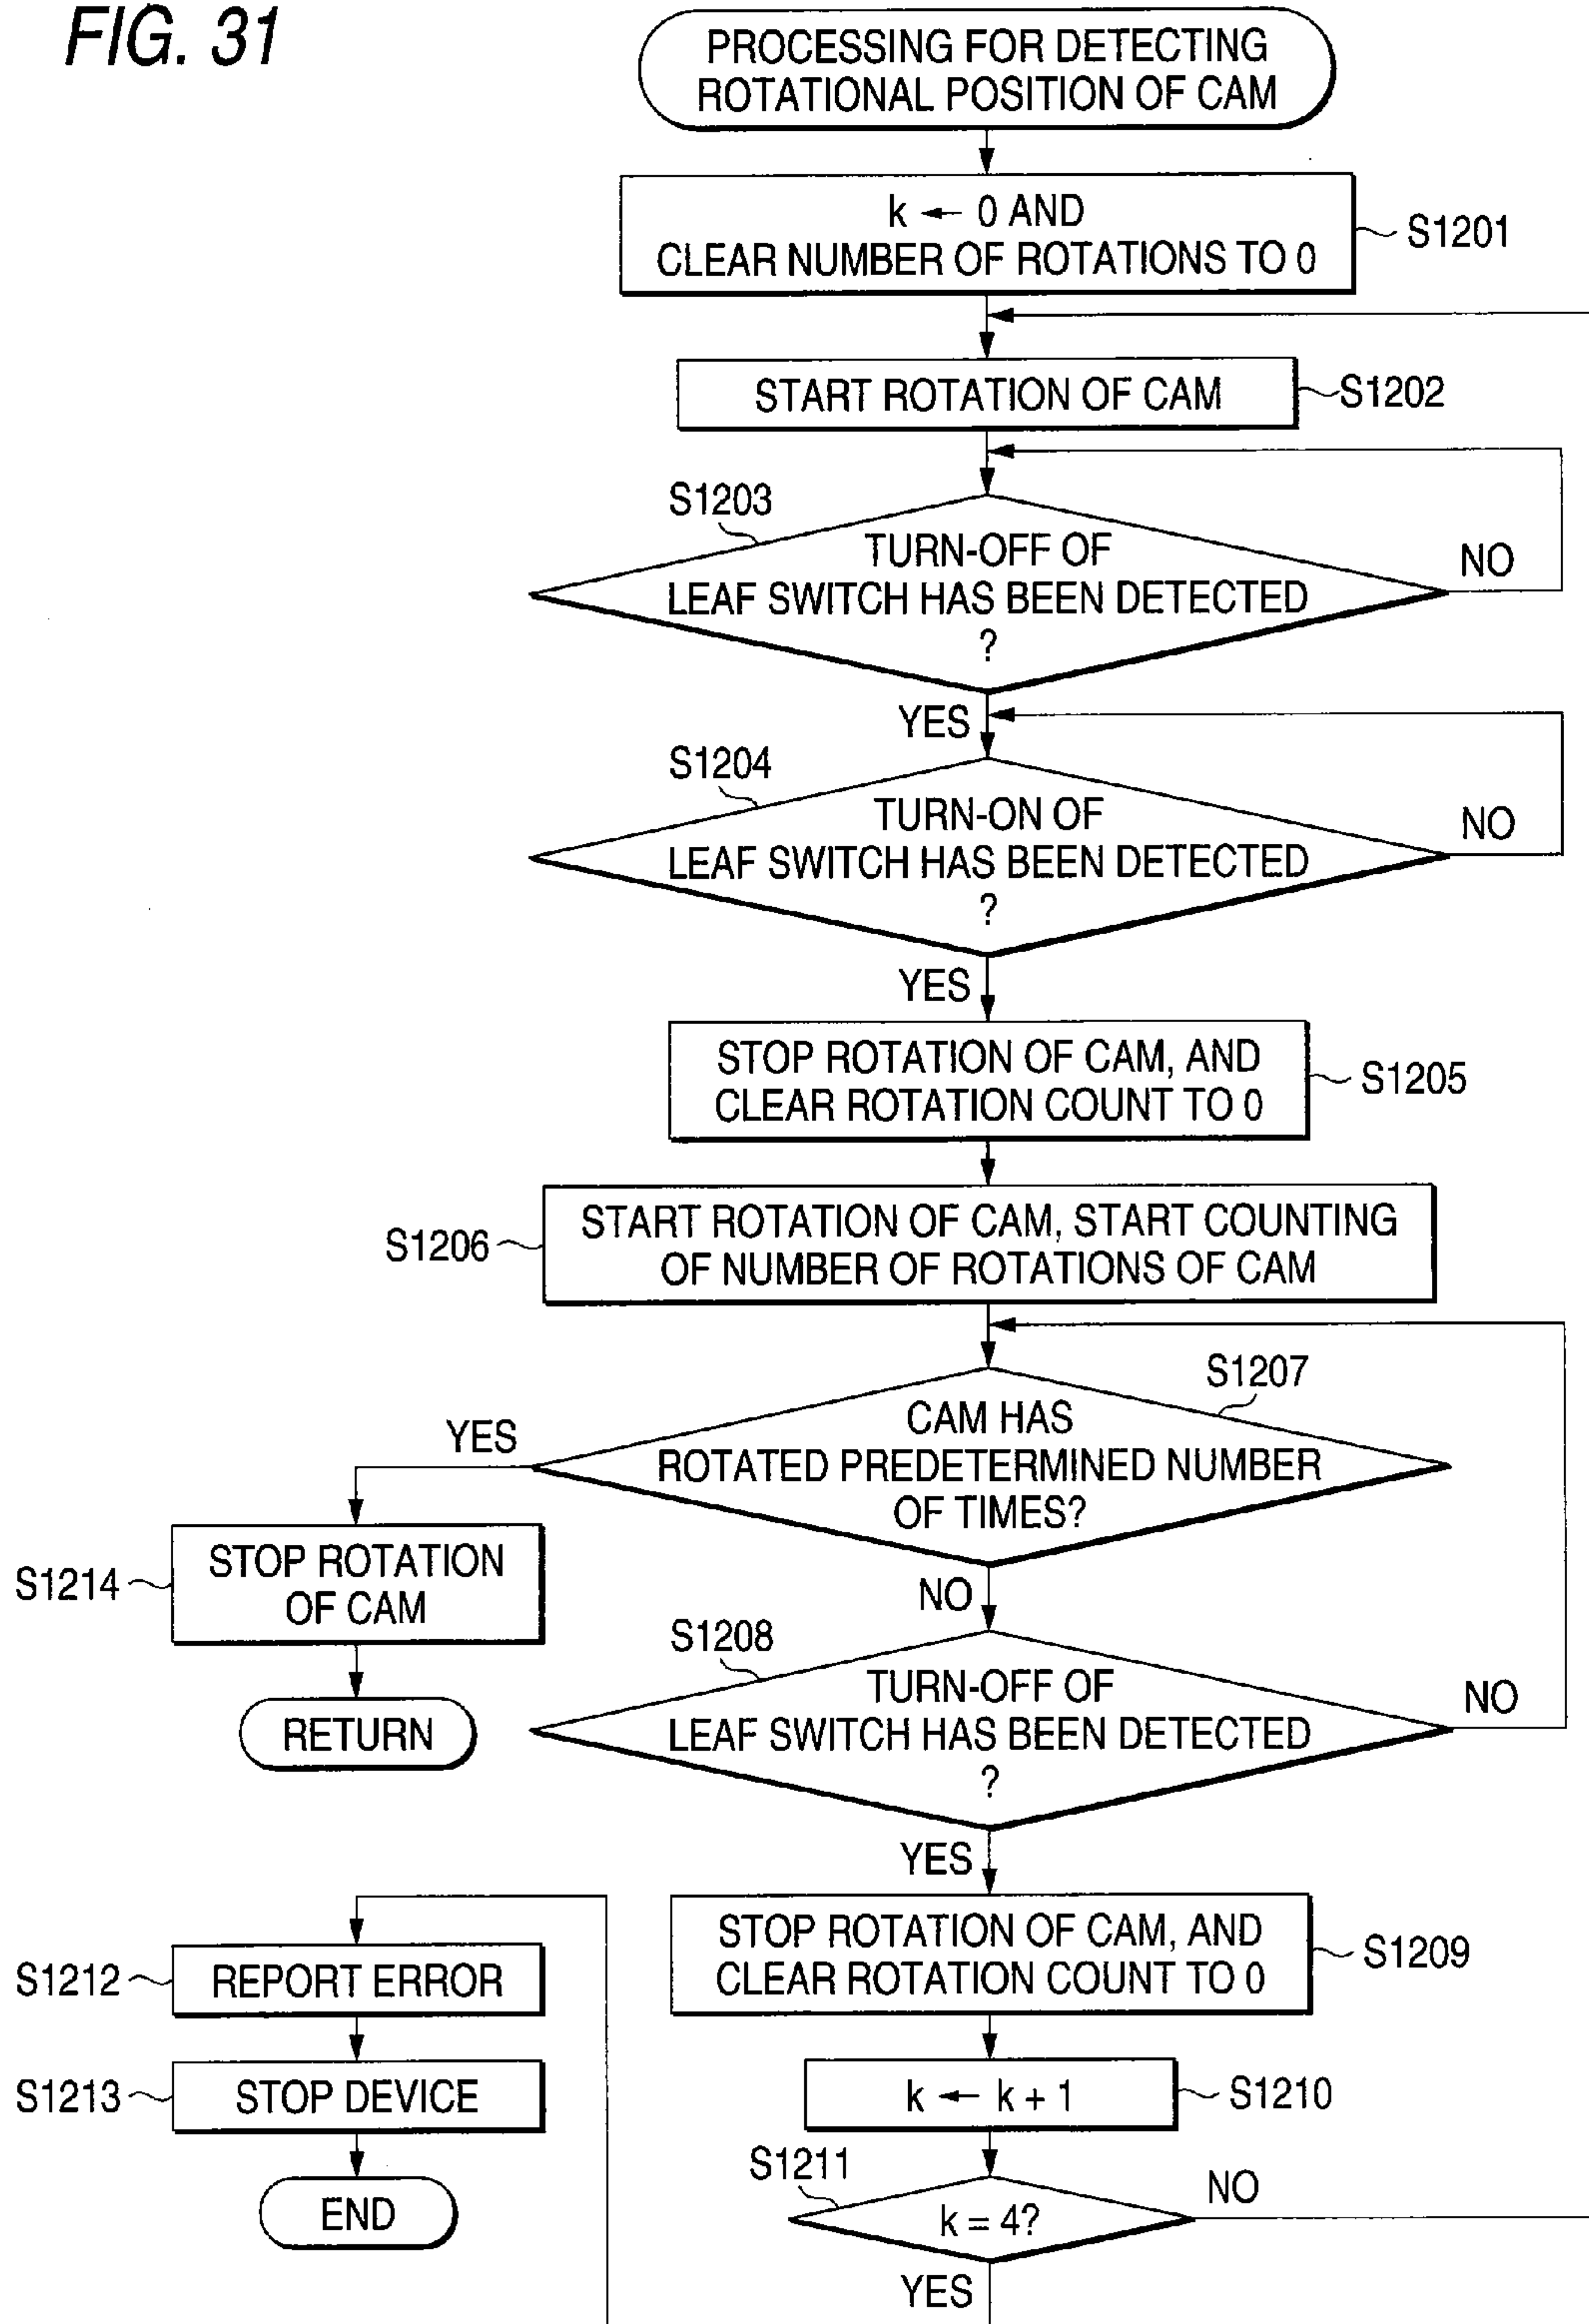 FIG. 31
PROCESSING FOR DETECTING
ROTATIONAL POSITION OF CAM
k ← 0 AND
CLEAR NUMBER OF ROTATIONS TO 0
S1201
START ROTATION OF CAM
S1202
S1203
TURN-OFF OF
LEAF SWITCH HAS BEEN DETECTED
?
NO
YES
S1204
TURN-ON OF
LEAF SWITCH HAS BEEN DETECTED
?
NO
YES
STOP ROTATION OF CAM, AND
CLEAR ROTATION COUNT TO 0
S1205
S1206
START ROTATION OF CAM, START COUNTING
OF NUMBER OF ROTATIONS OF CAM
S1207
CAM HAS
ROTATED PREDETERMINED NUMBER
OF TIMES?
YES
NO
S1214
STOP ROTATION
OF CAM
RETURN
S1208
TURN-OFF OF
LEAF SWITCH HAS BEEN DETECTED
?
NO
YES
STOP ROTATION OF CAM, AND
CLEAR ROTATION COUNT TO 0
S1209
S1212
REPORT ERROR
S1213
STOP DEVICE
END
k ← k + 1
S1210
S1211
k = 4?
NO
YES